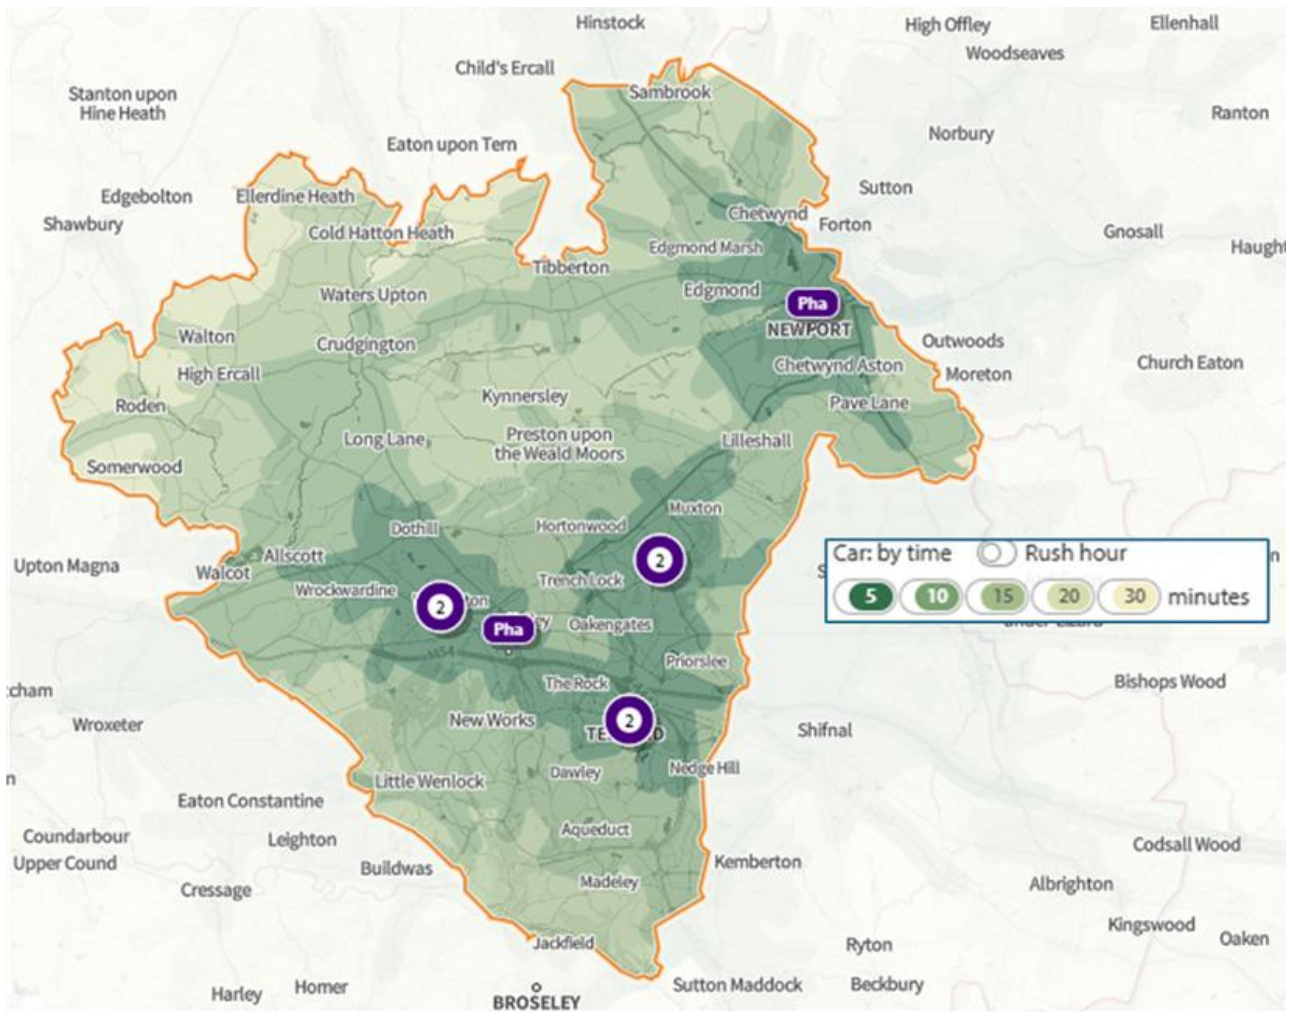 Hinstock
High Offley
Ellenhall
Woodseaves
Child's Ercall
Stanton upon
Hine Heath
Sambrook
Ranton
Norbury
Eaton upon Tern
Edgebolton
Ellerdine Heath
Sutton
Shawbury
Chetwynd
Forton
Gnosall
Cold Hatton Heath
Edgmond Marsh
Haught
Tibberton
Waters Upton
Edgmond
Pha
NEWPORT
Walton
Crudgington
Outwoods
Chetwynd Aston
Church Eaton
High Ercall
Moreton
Kynnersley
Roden
Pave Lane
Long Lane
Preston upon
the Weald Moors
Lilleshall
Somerwood
Muxton
Dothill
Hortonwood
Car: by time Rush hour
5 10 15 20 30 minutes
Allscott
Upton Magna
Walcot
2
Trench Lock
Wrockwardine
2
Pha
Oakengates
M54
Priorslee
The Rock
Bishops Wood
Wroxeter
New Works
2
Shifnal
Dawley
Nedge Hill
Little Wenlock
Eaton Constantine
Aqueduct
Coundarbour
Leighton
Codsall Wood
Upper Cound
Buildwas
Kemberton
Cressage
Madeley
Albrighton
Kingswood
Oaken
Jackfield
Ryton
Harley
Homer
Sutton Maddock
Beckbury
BROSELEY